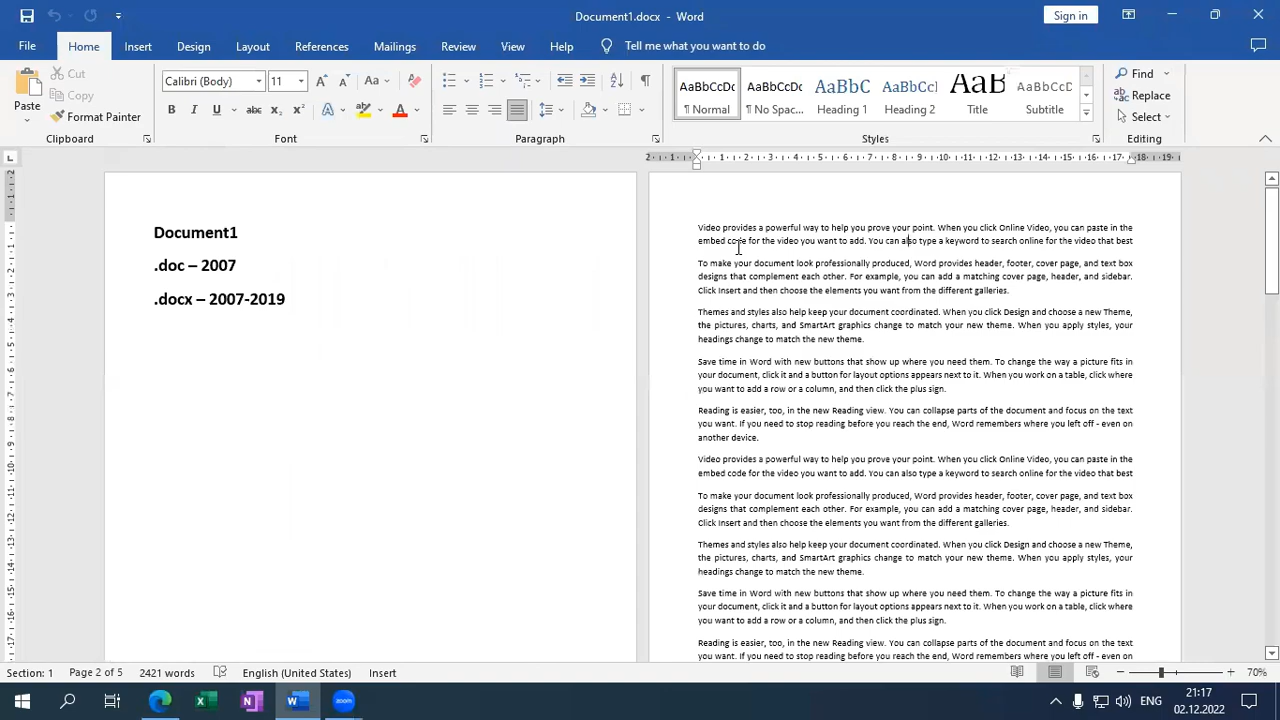 Document1.docx - Word
Sign in
File Home Insert Design Layout References Mailings Review View Help Tell me what you want to do
Paste
Cut
Copy
Format Painter
Clipboard
Calibri (Body) 11
Font
Paragraph
AaBbCcDc AaBbCcDc AaBbC AaBbCcl AaB AaBbCcD
¶ Normal ¶ No Spac... Heading 1 Heading 2 Title Subtitle
Styles
Find
Replace
Select
Editing
Document1
.doc – 2007
.docx – 2007-2019
Video provides a powerful way to help you prove your point. When you click Online Video, you can paste in the
embed code for the video you want to add. You can also type a keyword to search online for the video that best
To make your document look professionally produced, Word provides header, footer, cover page, and text box
designs that complement each other. For example, you can add a matching cover page, header, and sidebar.
Click Insert and then choose the elements you want from the different galleries.
Themes and styles also help keep your document coordinated. When you click Design and choose a new Theme,
the pictures, charts, and SmartArt graphics change to match your new theme. When you apply styles, your
headings change to match the new theme.
Save time in Word with new buttons that show up where you need them. To change the way a picture fits in
your document, click it and a button for layout options appears next to it. When you work on a table, click where
you want to add a row or a column, and then click the plus sign.
Reading is easier, too, in the new Reading view. You can collapse parts of the document and focus on the text
you want. If you need to stop reading before you reach the end, Word remembers where you left off - even on
another device.
Video provides a powerful way to help you prove your point. When you click Online Video, you can paste in the
embed code for the video you want to add. You can also type a keyword to search online for the video that best
To make your document look professionally produced, Word provides header, footer, cover page, and text box
designs that complement each other. For example, you can add a matching cover page, header, and sidebar.
Click Insert and then choose the elements you want from the different galleries.
Themes and styles also help keep your document coordinated. When you click Design and choose a new Theme,
the pictures, charts, and SmartArt graphics change to match your new theme. When you apply styles, your
headings change to match the new theme.
Save time in Word with new buttons that show up where you need them. To change the way a picture fits in
your document, click it and a button for layout options appears next to it. When you work on a table, click where
you want to add a row or a column, and then click the plus sign.
Reading is easier, too, in the new Reading view. You can collapse parts of the document and focus on the text
you want. If you need to stop reading before you reach the end, Word remembers where you left off - even on
Section: 1 Page 2 of 5 2421 words English (United States) Insert 70%
ENG 21:17
02.12.2022